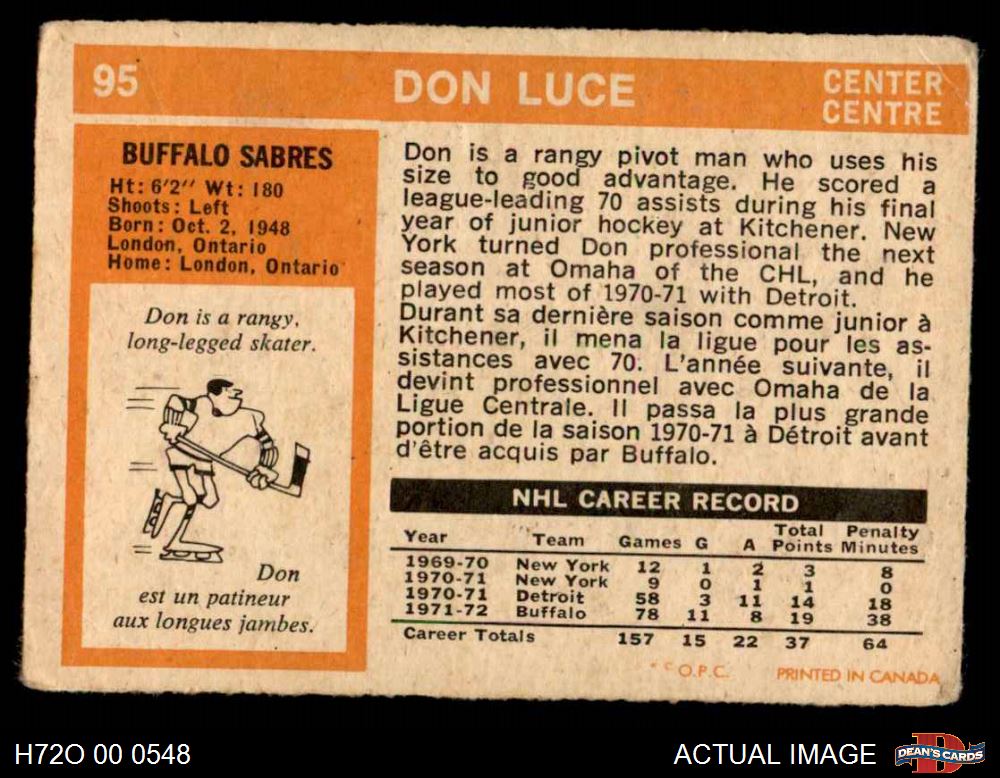 95
DON LUCE
CENTER
CENTRE
BUFFALO SABRES
Ht: 6'2" Wt: 180
Shoots: Left
Born: Oct. 2, 1948
London, Ontario
Home: London, Ontario
Don is a rangy,
long-legged skater.
Don
est un patineur
aux longues jambes.
Don is a rangy pivot man who uses his
size to good advantage. He scored a
league-leading 70 assists during his final
year of junior hockey at Kitchener. New
York turned Don professional the next
season at Omaha of the CHL, and he
played most of 1970-71 with Detroit.
Durant sa dernière saison comme junior à
Kitchener, il mena la ligue pour les as-
sistances avec 70. L'année suivante, il
devint professionnel avec Omaha de la
Ligue Centrale. Il passa la plus grande
portion de la saison 1970-71 à Détroit avant
d'être acquis par Buffalo.
NHL CAREER RECORD
Year Team Games G A Total Points Penalty Minutes
1969-70 New York 12 1 2 3 8
1970-71 New York 9 0 1 1 0
1970-71 Detroit 58 3 11 14 18
1971-72 Buffalo 78 11 8 19 38
Career Totals 157 15 22 37 64
* © O.P.C. PRINTED IN CANADA
H72O 00 0548
ACTUAL IMAGE
DEAN'S CARDS